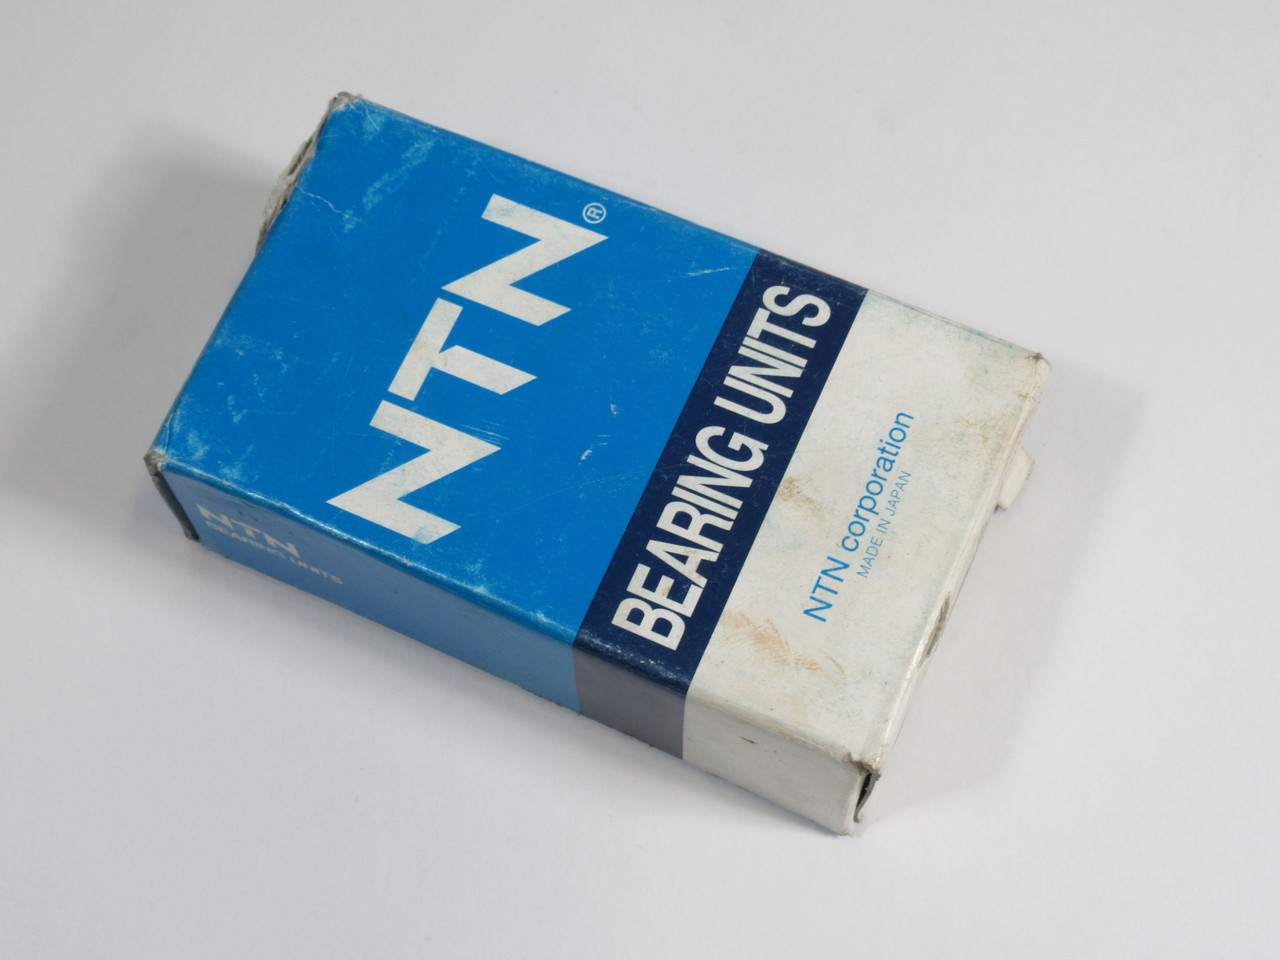 NTN®
BEARING UNITS
NTN corporation
MADE IN JAPAN
NTN
BEARING UNITS